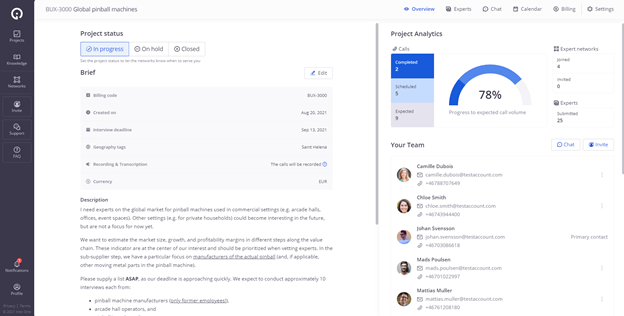 BUX-3000 Global pinball machines
Overview
Experts
Chat
Calendar
Billing
Settings
Projects
Knowledge
Networks
Invite
Support
FAQ
Notifications
Profile
Privacy | Terms
Project status
In progress
On hold
Closed
Set the project status to let the networks know when to serve you.
Brief
Edit
Billing code BUX-3000
Created on Aug 20, 2021
Interview deadline Sep 13, 2021
Geography tags Saint Helena
Recording & Transcription The calls will be recorded
Currency EUR
Description
I need experts on the global market for pinball machines used in commercial settings (e.g. arcade halls,
offices, event spaces). Other settings (e.g. for private households) could become interesting in the future,
but are not a focus for now yet.
We want to estimate the market size, growth, and profitability margins in different steps along the value
chain. These indicator are at the center of our interest and should be prioritized when vetting experts. In the
sub-supplier step, we have a particular focus on manufacturers of the actual pinball (and, if applicable,
other moving metal parts in the pinball machine).
Please supply a list ASAP, as our deadline is approaching quickly. We expect to conduct approximately 10
interviews each from:
• pinball machine manufacturers (only former employees!),
• arcade hall operators, and
Project Analytics
Calls
Completed
2
Scheduled
5
Expected
9
78%
Progress to expected call volume
Expert networks
Joined
4
Invited
0
Experts
Submitted
25
Your Team
Chat
Invite
Camille Dubois
camille.dubois@testaccount.com
+46788707649
Chloe Smith
chloe.smith@testaccount.com
+46743944400
Johan Svensson
johan.svensson@testaccount.com
Primary contact
+46703086618
Mads Poulsen
mads.poulsen@testaccount.com
+46701022997
Mattias Muller
mattias.muller@testaccount.com
+46761208180